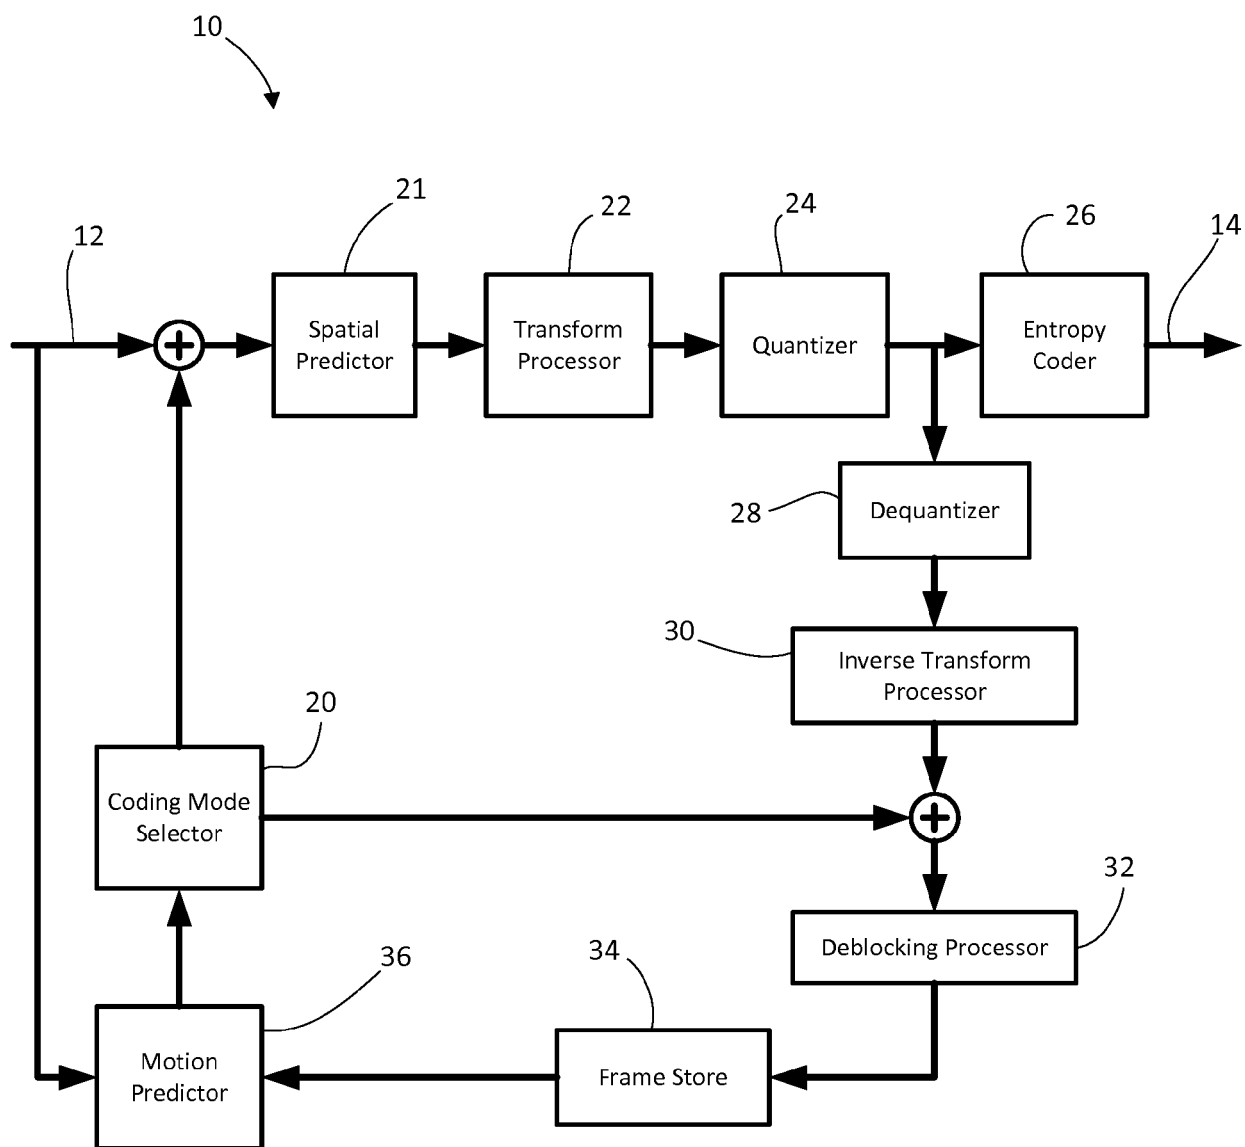 10
12
21
22
24
26
14
Spatial
Predictor
Transform
Processor
Quantizer
Entropy
Coder
28
Dequantizer
30
Inverse Transform
Processor
20
Coding Mode
Selector
32
Deblocking Processor
34
Frame Store
36
Motion
Predictor